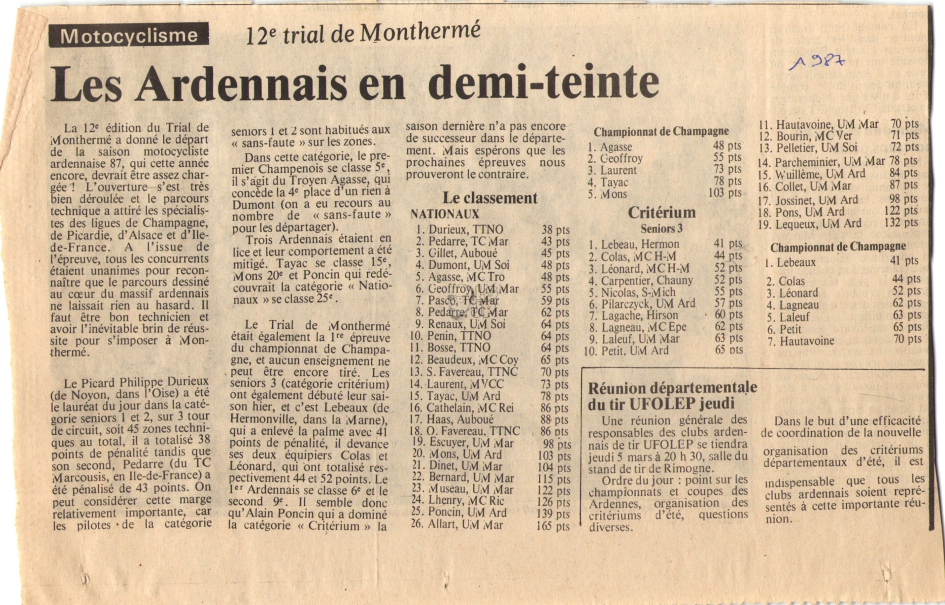 Motocyclisme
12e trial de Monthermé
1987
Les Ardennais en demi-teinte
La 12e édition du Trial de
Monthermé a donné le départ
de la saison motocycliste
ardennaise 87, qui cette année
encore, devrait être assez char-
gée ! L'ouverture s'est très
bien déroulée et le parcours
technique a attiré les spécialis-
tes des ligues de Champagne,
de Picardie, d'Alsace et d'Ile-
de-France. A l'issue de
l'épreuve, tous les concurrents
étaient unanimes pour recon-
naître que le parcours dessiné
au cœur du massif ardennais
ne laissait rien au hasard. Il
faut être bon technicien et
avoir l'inévitable brin de réus-
site pour s'imposer à Mon-
thermé.
Le Picard Philippe Durieux
(de Noyon, dans l'Oise) a été
le lauréat du jour dans la caté-
gorie seniors 1 et 2, sur 3 tour
de circuit, soit 45 zones techni-
ques au total, il a totalisé 38
points de pénalité tandis que
son second, Pedarre (du TC
Marcousis, en Ile-de-France) a
été pénalisé de 43 points. On
peut considérer cette marge
relativement importante, car
les pilotes de la catégorie
seniors 1 et 2 sont habitués aux
« sans-faute » sur les zones.
Dans cette catégorie, le pre-
mier Champenois se classe 5e,
il s'agit du Troyen Agasse, qui
concède la 4e place d'un rien à
Dumont (on a eu recours au
nombre de « sans-faute »
pour les départager).
Trois Ardennais étaient en
lice et leur comportement a été
mitigé. Tayac se classe 15e,
Mons 20e et Poncin qui redé-
couvrait la catégorie « Natio-
naux » se classe 25e.
Le Trial de Monthermé
était également la 1re épreuve
du championnat de Champa-
gne, et aucun enseignement ne
peut être encore tiré. Les
seniors 3 (catégorie critérium)
ont également débuté leur sai-
son hier, et c'est Lebeaux (de
Hermonville, dans la Marne),
qui a enlevé la palme avec 41
points de pénalité, il devance
ses deux équipiers Colas et
Léonard, qui ont totalisé res-
pectivement 44 et 52 points. Le
1er Ardennais se classe 6e et le
second 9e. Il semble donc
qu'Alain Poncin qui a dominé
la catégorie « Critérium » la
saison dernière n'a pas encore
de successeur dans le départe-
ment. Mais espérons que les
prochaines épreuves nous
prouveront le contraire.
Le classement
NATIONAUX
1. Durieux, TTNO 38 pts
2. Pedarre, TC Mar 43 pts
3. Gillet, Auboué 45 pts
4. Dumont, UM Soi 48 pts
5. Agasse, MC Tro 48 pts
6. Geoffroy, UM Mar 55 pts
7. Pasco, TC Mar 59 pts
8. Pedarre, TC Mar 62 pts
9. Renaux, UM Soi 64 pts
10. Penin, TTNO 64 pts
11. Bosse, TTNO 64 pts
12. Beaudeux, MC Coy 65 pts
13. S. Favereau, TTNC 70 pts
14. Laurent, MVCC 73 pts
15. Tayac, UM Ard 78 pts
16. Cathelain, MC Rei 86 pts
17. Haas, Auboué 88 pts
18. O. Favereau, TTNC 86 pts
19. Escuyer, UM Mar 98 pts
20. Mons, UM Ard 103 pts
21. Dinet, UM Mar 104 pts
22. Bernard, UM Mar 115 pts
23. Museau, UM Mar 122 pts
24. Lhenry, MC Ric 126 pts
25. Poncin, UM Ard 139 pts
26. Allart, UM Mar 165 pts
Championnat de Champagne
1. Agasse 48 pts
2. Geoffroy 55 pts
3. Laurent 73 pts
4. Tayac 78 pts
5. Mons 103 pts
Critérium
Seniors 3
1. Lebeau, Hermon 41 pts
2. Colas, MC H-M 44 pts
3. Léonard, MC H-M 52 pts
4. Carpentier, Chauny 52 pts
5. Nicolas, S-Mich 55 pts
6. Pilarczyck, UM Ard 57 pts
7. Lagache, Hirson 60 pts
8. Lagneau, MC Epe 62 pts
9. Laleuf, UM Mar 63 pts
10. Petit, UM Ard 65 pts
11. Hautavoine, UM Mar 70 pts
12. Bourin, MC Ver 71 pts
13. Pelletier, UM Soi 72 pts
14. Parcheminier, UM Mar 78 pts
15. Wuillème, UM Ard 84 pts
16. Collet, UM Mar 87 pts
17. Jossinet, UM Ard 98 pts
18. Pons, UM Ard 122 pts
19. Lequeux, UM Ard 132 pts
Championnat de Champagne
1. Lebeaux 41 pts
2. Colas 44 pts
3. Léonard 52 pts
4. Lagneau 62 pts
5. Laleuf 63 pts
6. Petit 65 pts
7. Hautavoine 70 pts
Réunion départementale
du tir UFOLEP jeudi
Une réunion générale des
responsables des clubs arden-
nais de tir UFOLEP se tiendra
jeudi 5 mars à 20 h 30, salle du
stand de tir de Rimogne.
Ordre du jour : point sur les
championnats et coupes des
Ardennes, organisation des
critériums d'été, questions
diverses.
Dans le but d'une efficacité
de coordination de la nouvelle
organisation des critériums
départementaux d'été, il est
indispensable que tous les
clubs ardennais soient repré-
sentés à cette importante réu-
nion.